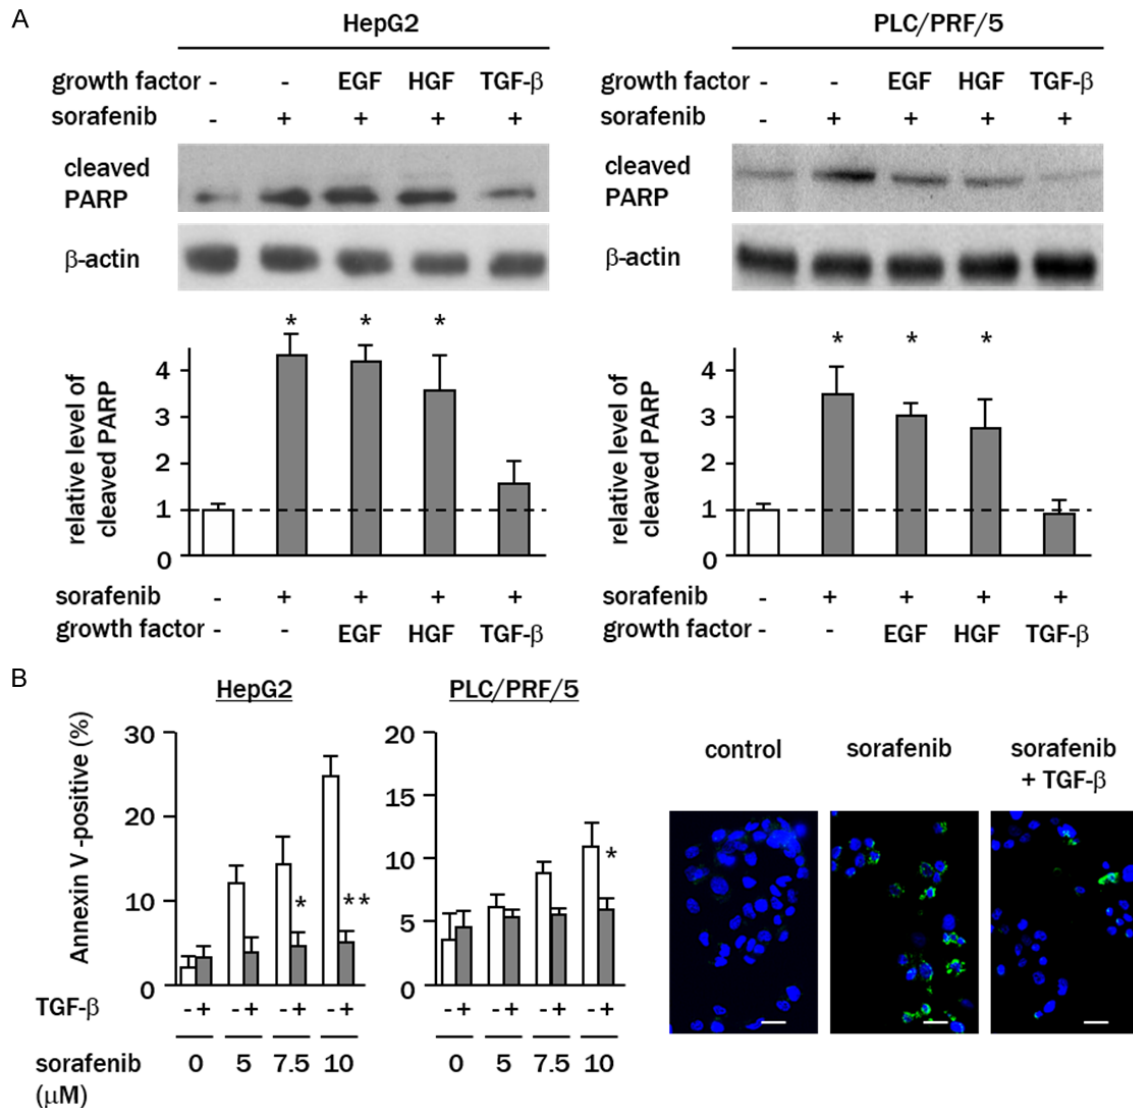 A
HepG2
PLC/PRF/5
growth factor - - EGF HGF TGF-β
growth factor - - EGF HGF TGF-β
sorafenib - + + + +
sorafenib - + + + +
cleaved
PARP
cleaved
PARP
β-actin
β-actin
* * *
* * *
relative level of
cleaved PARP
4
3
2
1
0
relative level of
cleaved PARP
4
3
2
1
0
sorafenib - + + + +
sorafenib - + + + +
growth factor - - EGF HGF TGF-β
growth factor - - EGF HGF TGF-β
B
HepG2
PLC/PRF/5
Annexin V -positive (%)
30
20
10
0
* **
20
15
10
5
0
*
control
sorafenib
sorafenib
+ TGF-β
TGF-β - + - + - + - +
- + - + - + - +
sorafenib 0 5 7.5 10
0 5 7.5 10
(μM)